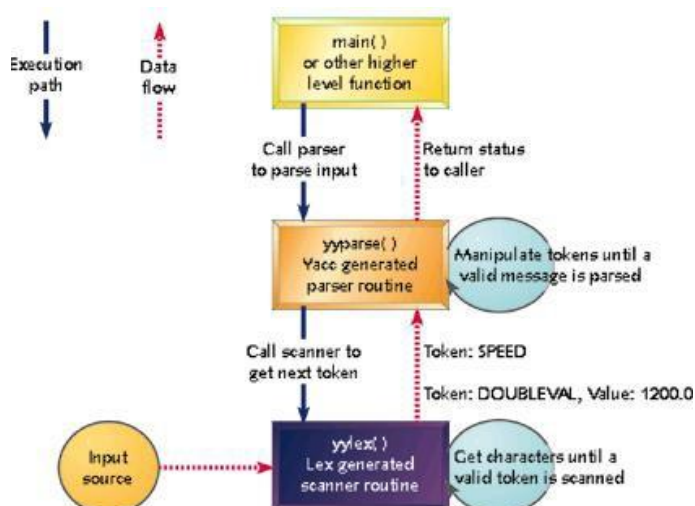 Execution
path
Data
flow
main( )
or other higher
level function
Call parser
to parse input
Return status
to caller
yyparse( )
Yacc generated
parser routine
Manipulate tokens until a
valid message is parsed
Call scanner to
get next token
Token: SPEED
Token: DOUBLEVAL, Value: 1200.0
Input
source
yylex( )
Lex generated
scanner routine
Get characters until a
valid token is scanned